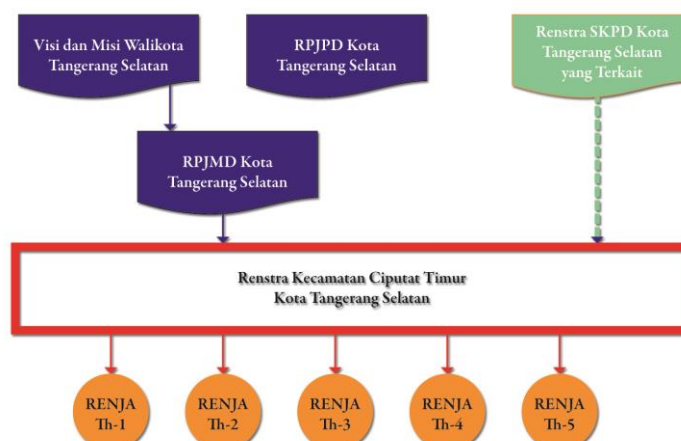 Visi dan Misi Walikota
Tangerang Selatan
RPJPD Kota
Tangerang Selatan
Renstra SKPD Kota
Tangerang Selatan
yang Terkait
RPJMD Kota
Tangerang Selatan
Renstra Kecamatan Ciputat Timur
Kota Tangerang Selatan
RENJA
Th-1
RENJA
Th-2
RENJA
Th-3
RENJA
Th-4
RENJA
Th-5